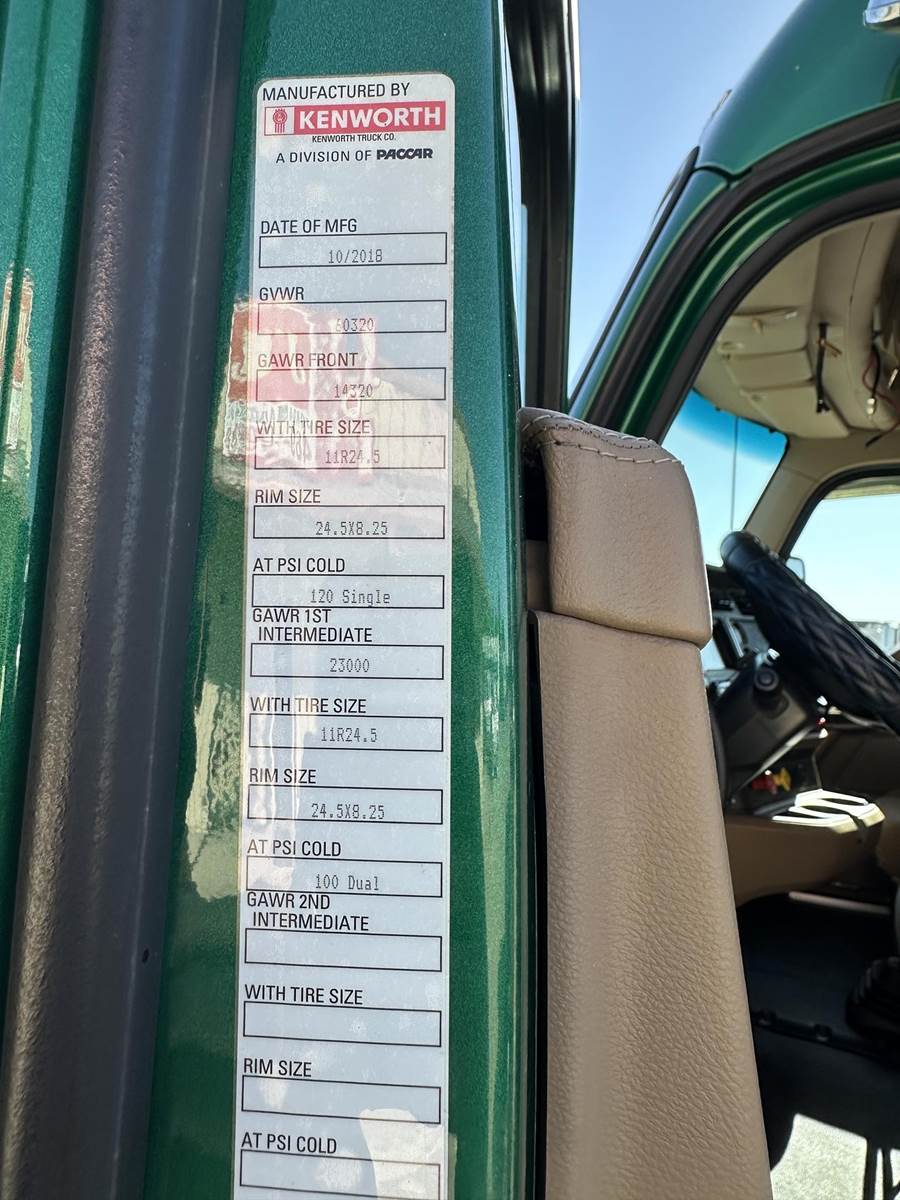 MANUFACTURED BY
KENWORTH
KENWORTH TRUCK CO.
A DIVISION OF PACCAR
DATE OF MFG
10/2018
GVWR
60320
GAWR FRONT
14320
WITH TIRE SIZE
11R24.5
RIM SIZE
24.5X8.25
AT PSI COLD
120 Single
GAWR 1ST
INTERMEDIATE
23000
WITH TIRE SIZE
11R24.5
RIM SIZE
24.5X8.25
AT PSI COLD
100 Dual
GAWR 2ND
INTERMEDIATE
WITH TIRE SIZE
RIM SIZE
AT PSI COLD